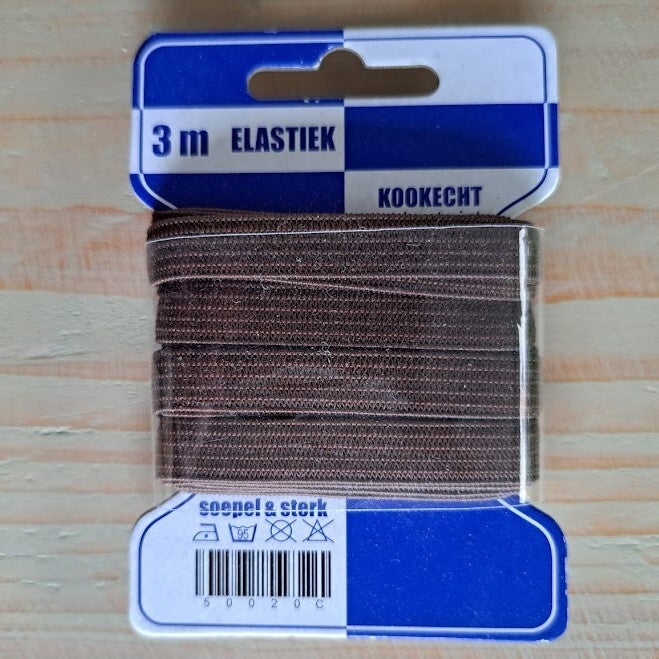 3 m ELASTIEK
KOOKECHT
soepel & sterk
95
50020C